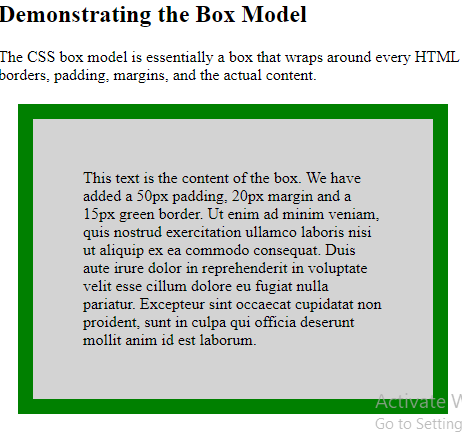 Demonstrating the Box Model
The CSS box model is essentially a box that wraps around every HTML
borders, padding, margins, and the actual content.
This text is the content of the box. We have
added a 50px padding, 20px margin and a
15px green border. Ut enim ad minim veniam,
quis nostrud exercitation ullamco laboris nisi
ut aliquip ex ea commodo consequat. Duis
aute irure dolor in reprehenderit in voluptate
velit esse cillum dolore eu fugiat nulla
pariatur. Excepteur sint occaecat cupidatat non
proident, sunt in culpa qui officia deserunt
mollit anim id est laborum.
Activate W
Go to Setting